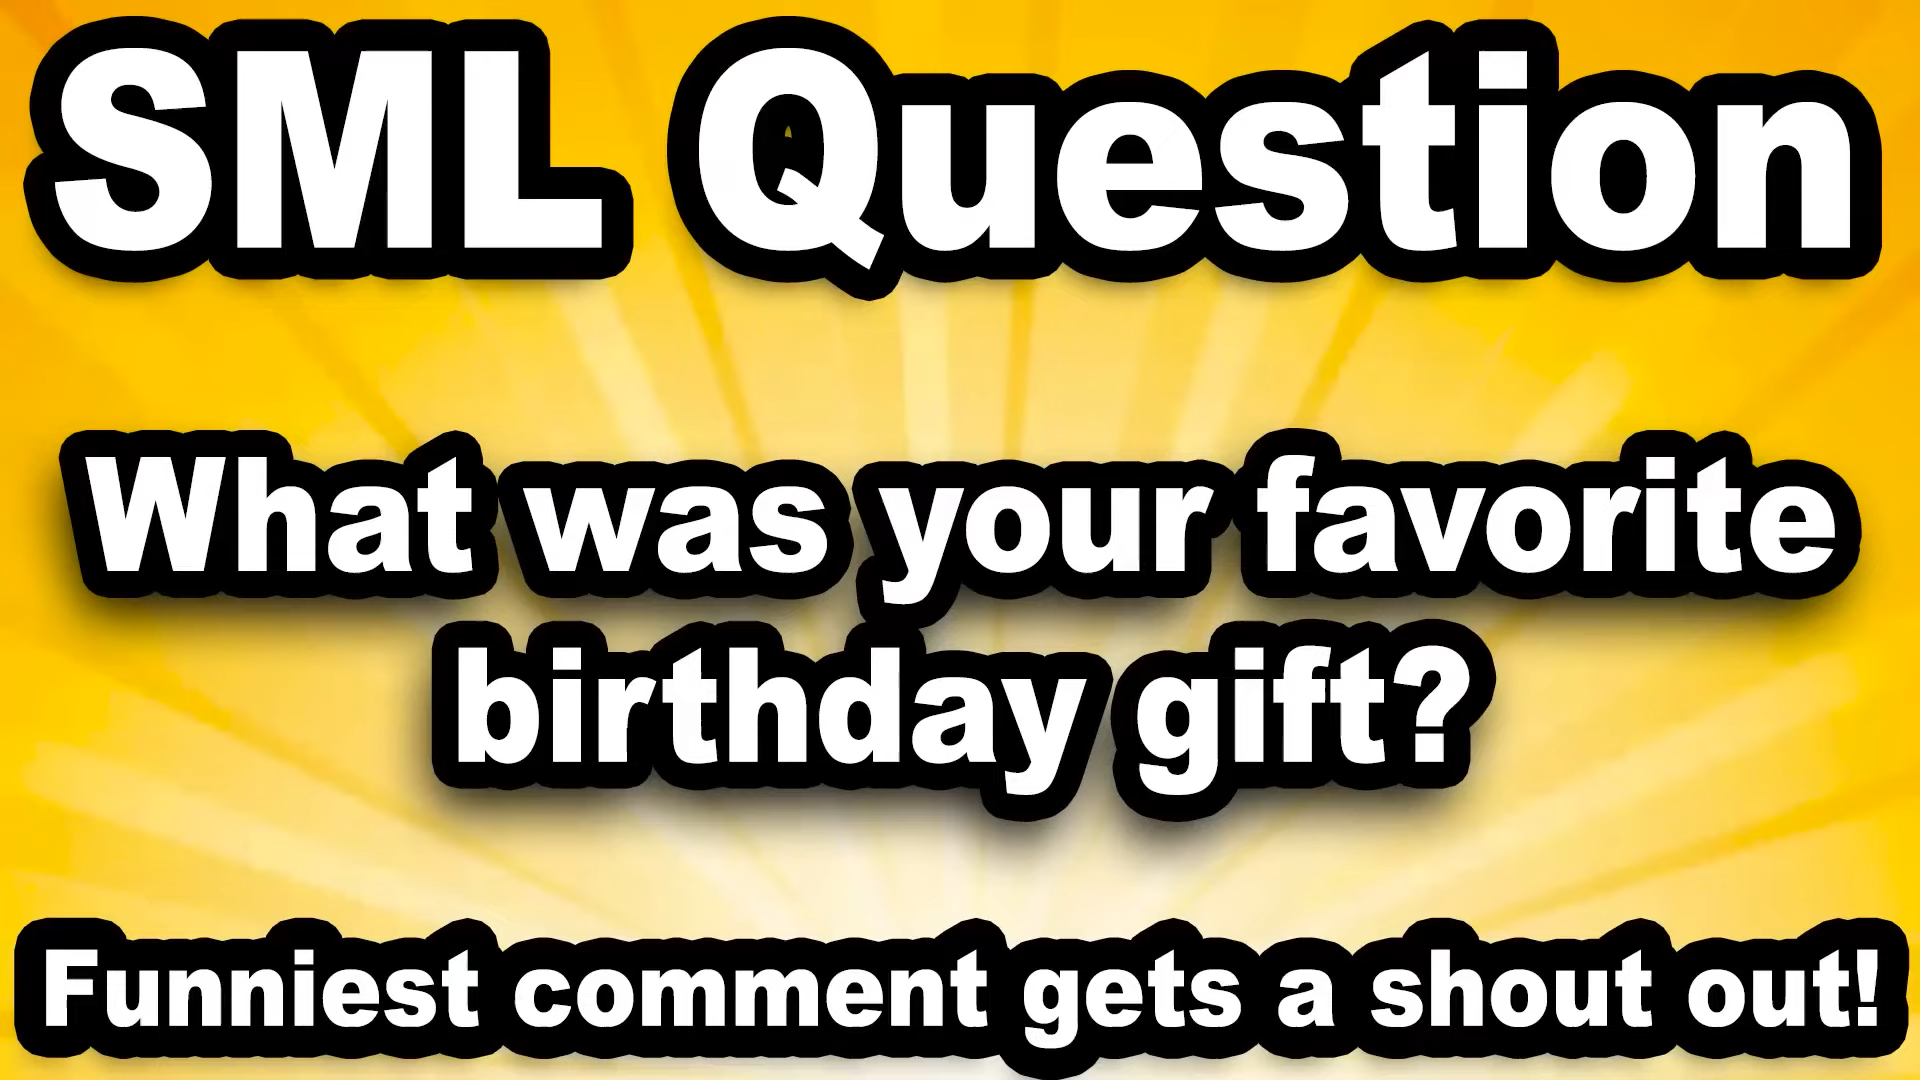 SML Question
What was your favorite
birthday gift?
Funniest comment gets a shout out!